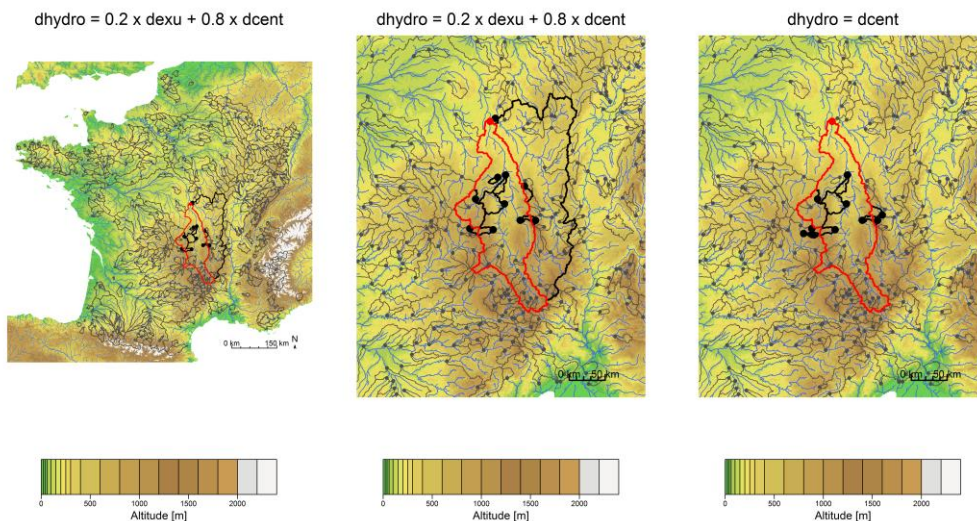 dhydro = 0.2 x dexu + 0.8 x dcent
dhydro = 0.2 x dexu + 0.8 x dcent
dhydro = dcent
0 km 150 km N
0 km 50 km
0 km 50 km
0 500 1000 1500 2000
Altitude [m]
0 500 1000 1500 2000
Altitude [m]
0 500 1000 1500 2000
Altitude [m]